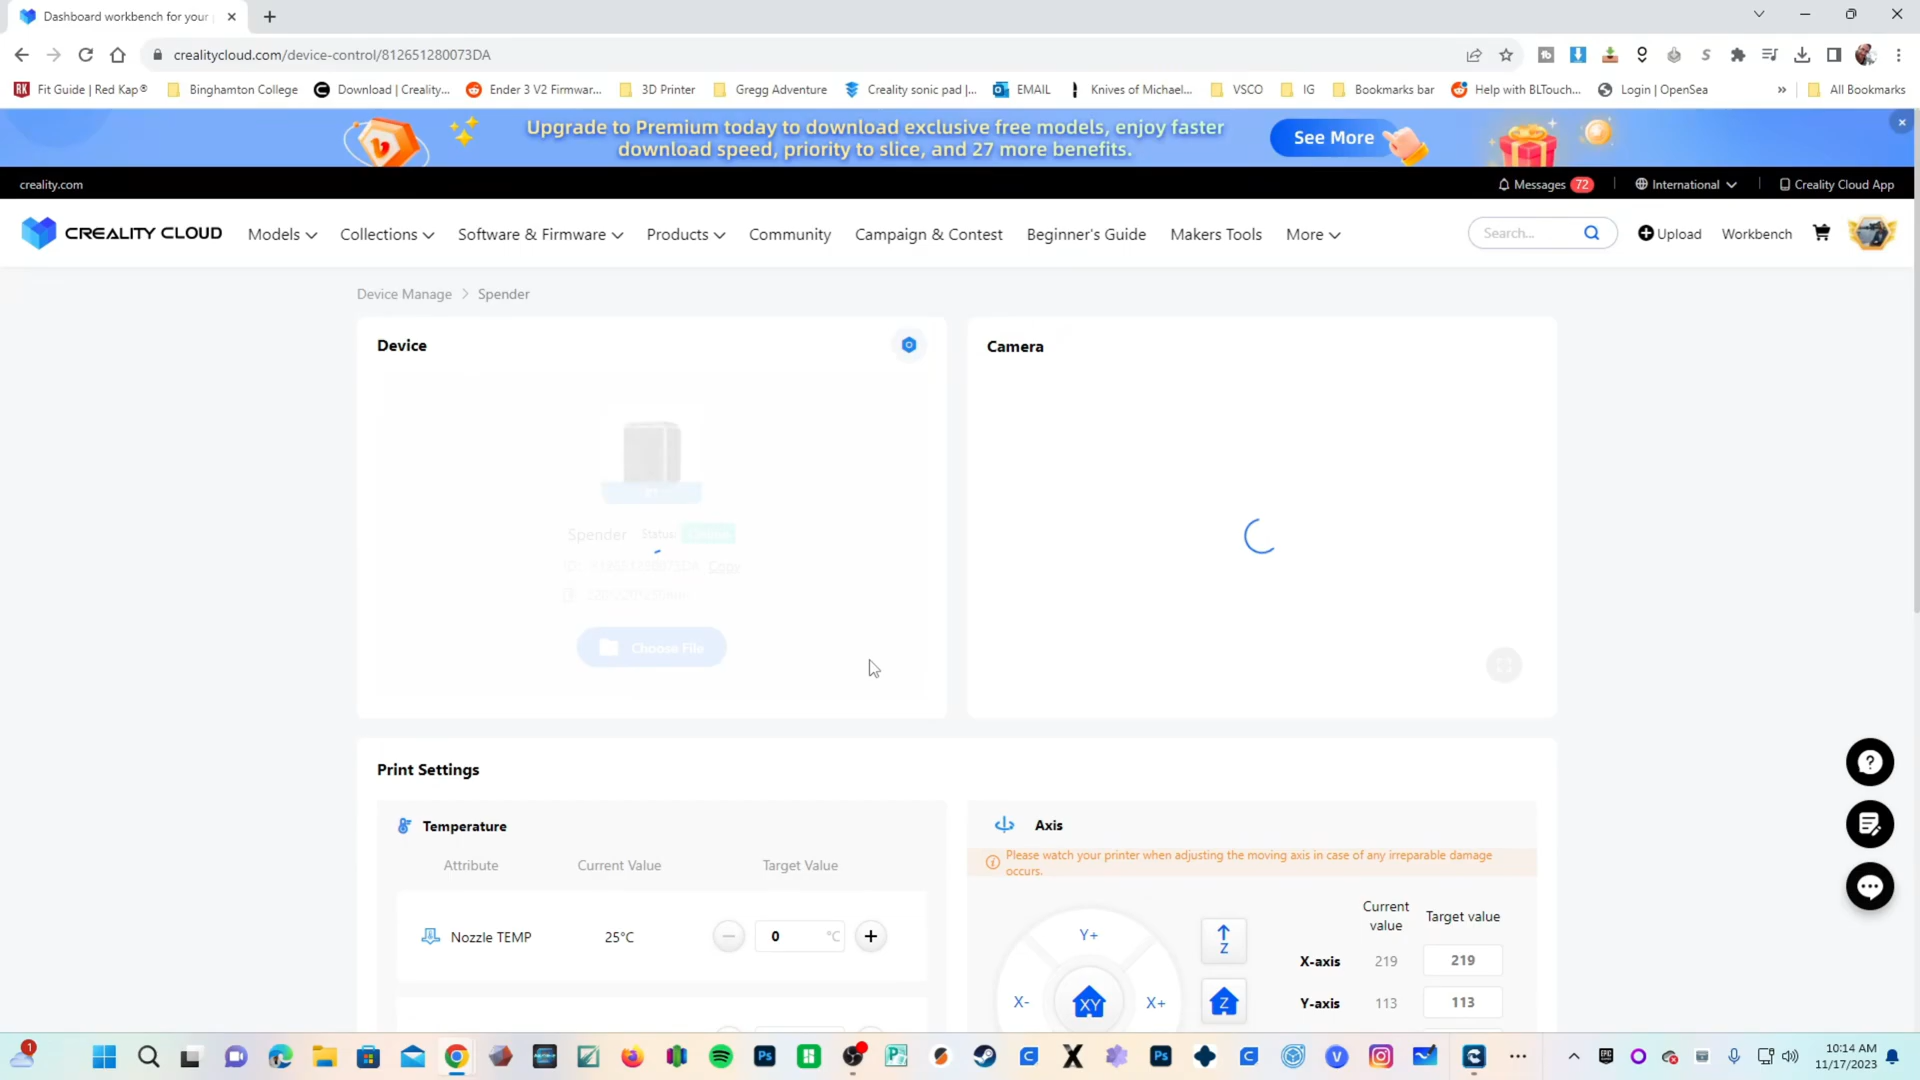 Dashboard workbench for your
crealitycloud.com/device-control/812651280073DA
Fit Guide | Red Kap® Binghamton College Download | Creality... Ender 3 V2 Firmwar... 3D Printer Gregg Adventure Creality sonic pad |... EMAIL Knives of Michael... VSCO IG Bookmarks bar Help with BLTouch... Login | OpenSea » All Bookmarks
Upgrade to Premium today to download exclusive free models, enjoy faster
download speed, priority to slice, and 27 more benefits.
See More
creality.com Messages 72 International Creality Cloud App
CREALITY CLOUD Models Collections Software & Firmware Products Community Campaign & Contest Beginner's Guide Makers Tools More Search... Upload Workbench
Device Manage > Spender
Device
Camera
Spender Status:
ID: 812651280073DA Copy
Choose File
Print Settings
Temperature
Attribute Current Value Target Value
Nozzle TEMP 25°C 0 °C
Axis
Please watch your printer when adjusting the moving axis in case of any irreparable damage
occurs.
Y+
X- XY X+
Z
Z
Current
value
Target value
X-axis 219 219
Y-axis 113 113
10:14 AM
11/17/2023